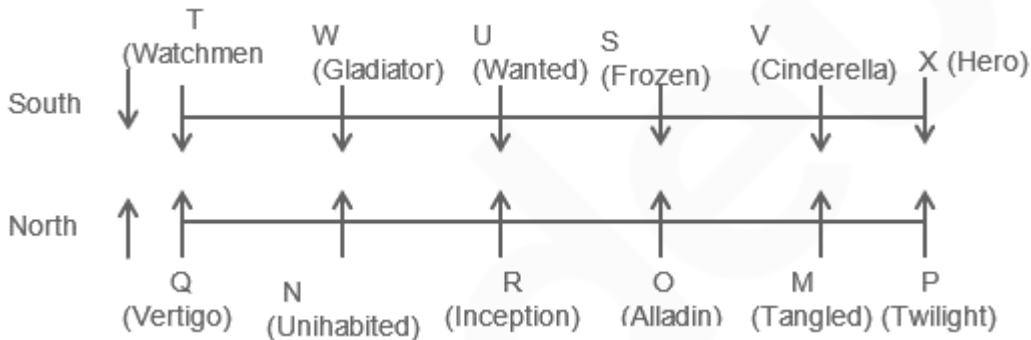 T
(Watchmen
W
(Gladiator)
U
(Wanted)
S
(Frozen)
V
(Cinderella)
X (Hero)
South
North
Q
(Vertigo)
N
(Unihabited)
R
(Inception)
O
(Alladin)
M
(Tangled)
P
(Twilight)